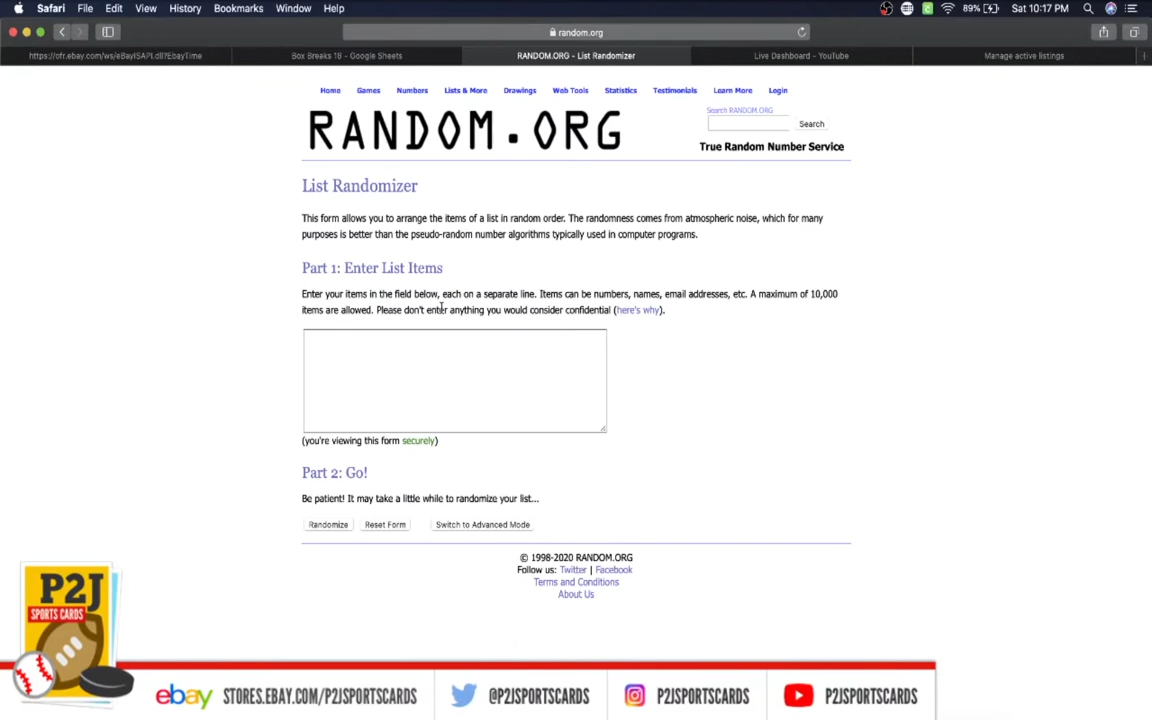 Safari File Edit View History Bookmarks Window Help 89% Sat 10:17 PM
random.org
https://ofr.ebay.com/ws/eBayISAPI.dll?EbayTime Box Breaks 18 - Google Sheets RANDOM.ORG - List Randomizer Live Dashboard - YouTube Manage active listings
Home Games Numbers Lists & More Drawings Web Tools Statistics Testimonials Learn More Login
RANDOM.ORG
Search RANDOM.ORG
Search
True Random Number Service
List Randomizer
This form allows you to arrange the items of a list in random order. The randomness comes from atmospheric noise, which for many
purposes is better than the pseudo-random number algorithms typically used in computer programs.
Part 1: Enter List Items
Enter your items in the field below, each on a separate line. Items can be numbers, names, email addresses, etc. A maximum of 10,000
items are allowed. Please don't enter anything you would consider confidential (here's why).
(you're viewing this form securely)
Part 2: Go!
Be patient! It may take a little while to randomize your list...
Randomize Reset Form Switch to Advanced Mode
© 1998-2020 RANDOM.ORG
Follow us: Twitter | Facebook
Terms and Conditions
About Us
P2J
SPORTS CARDS
ebay STORES.EBAY.COM/P2JSPORTSCARDS @P2JSPORTSCARDS P2JSPORTSCARDS P2JSPORTSCARDS